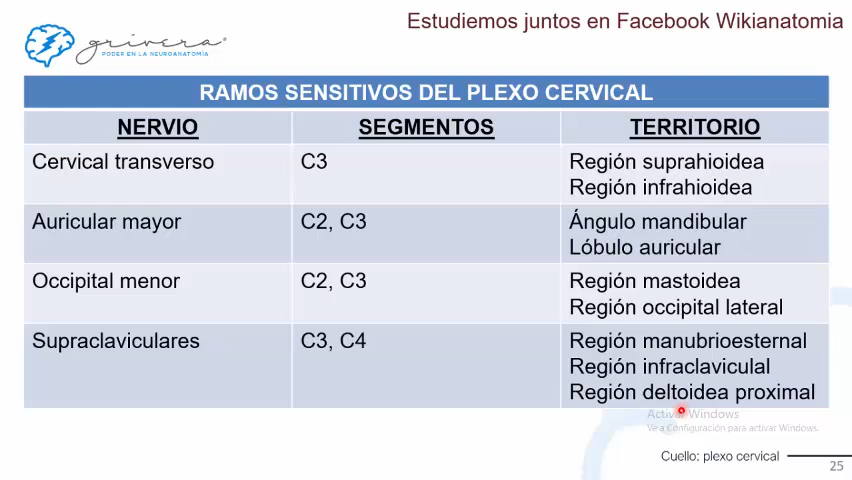 Estudiemos juntos en Facebook Wikianatomia
grivera®
PODER EN LA NEUROANATOMÍA
RAMOS SENSITIVOS DEL PLEXO CERVICAL
NERVIO SEGMENTOS TERRITORIO
Cervical transverso C3 Región suprahioidea
Región infrahioidea
Auricular mayor C2, C3 Ángulo mandibular
Lóbulo auricular
Occipital menor C2, C3 Región mastoidea
Región occipital lateral
Supraclaviculares C3, C4 Región manubrioesternal
Región infraclaviculal
Región deltoidea proximal
Activar Windows
Ve a Configuración para activar Windows.
Cuello: plexo cervical
25